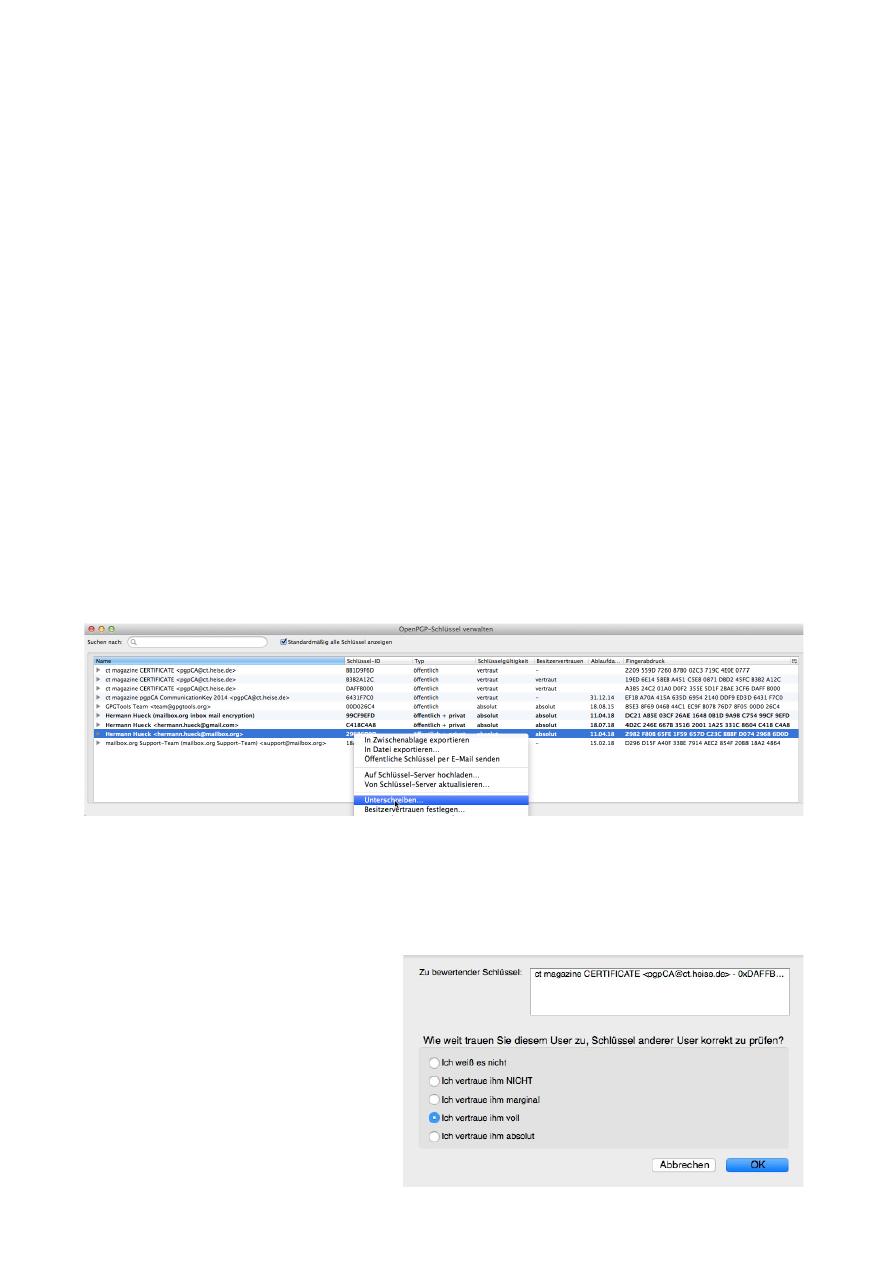 OpenPGP-Schlüssel verwalten
Suchen nach: Standardmäßig alle Schlüssel anzeigen
Name Schlüssel-ID Typ Schlüsselgültigkeit Besitzervertrauen Ablaufda... Fingerabdruck
ct magazine CERTIFICATE <pgpCA@ct.heise.de> öffentlich vertraut - 2209 559D 7260 8780 02C3 719C 4E0E 0777
ct magazine CERTIFICATE <pgpCA@ct.heise.de> B3B2A12C öffentlich vertraut vertraut 19ED 6E14 58EB A451 C5E8 0871 D8D2 45FC B3B2 A12C
ct magazine CERTIFICATE <pgpCA@ct.heise.de> DAFFB000 öffentlich vertraut vertraut A3B5 24C2 01A0 D0F2 355E 5D1F 2BAE 3CF6 DAFF B000
ct magazine pgpCA CommunicationKey 2014 <pgpCA@ct.heise.de> 6431F7C0 öffentlich vertraut - 31.12.14 EF1B A70A 415A 635D 6954 2140 DDF9 ED3D 6431 F7C0
GPGTools Team <team@gpgtools.org> 00D026C4 öffentlich absolut absolut 18.08.15 85E3 8F69 046B 44C1 EC9F B07B 76D7 8F05 00D0 26C4
Hermann Hueck (mailbox.org inbox mail encryption) 99CF9EFD öffentlich + privat absolut absolut 11.04.18 DC21 A85E 03CF 26AE 1648 081D 9A9B C754 99CF 9EFD
Hermann Hueck <hermann.hueck@gmail.com> C418C4A8 öffentlich + privat absolut absolut 18.07.18 4D2C 246E 667B 351G 2001 1A25 331C 8604 C418 C4A8
Hermann Hueck <hermann.hueck@mailbox.org> absolut 11.04.18 2982 F808 65FE 1F59 657D C23C 8BBF D074 2968 6D0D
mailbox.org Support-Team (mailbox.org Support-Team) <support@mailbox.org> - 15.02.18 D296 D15F A40F 33BE 7914 AEC2 854F 20BB 18A2 4864
In Zwischenablage exportieren
In Datei exportieren...
Öffentliche Schlüssel per E-Mail senden
Auf Schlüssel-Server hochladen...
Von Schlüssel-Server aktualisieren...
Unterschreiben...
Besitzervertrauen festlegen...
Zu bewertender Schlüssel: ct magazine CERTIFICATE <pgpCA@ct.heise.de> - 0xDAFFB...
Wie weit trauen Sie diesem User zu, Schlüssel anderer User korrekt zu prüfen?
Ich weiß es nicht
Ich vertraue ihm NICHT
Ich vertraue ihm marginal
Ich vertraue ihm voll
Ich vertraue ihm absolut
Abbrechen OK